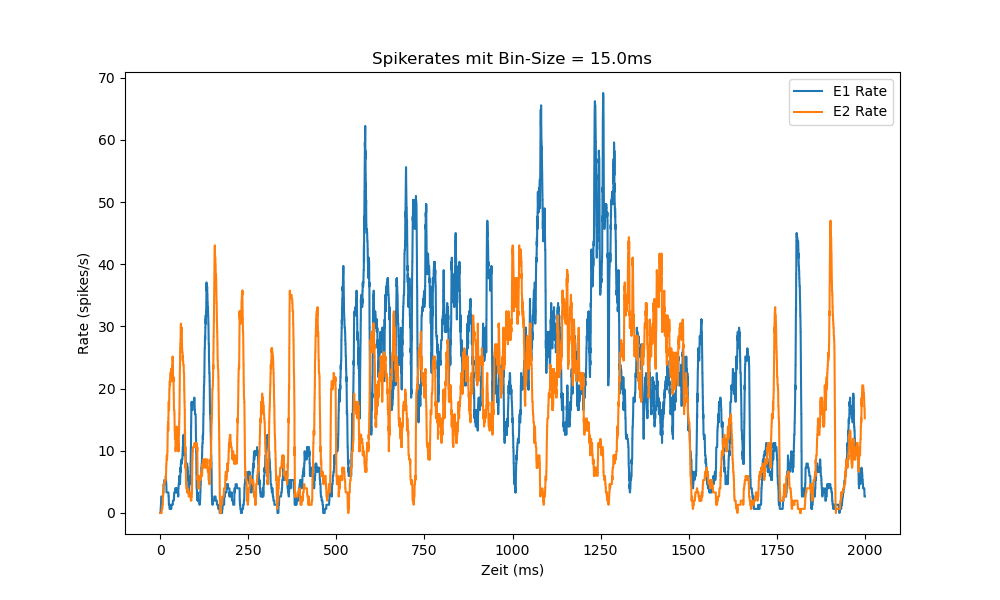 Spikerates mit Bin-Size = 15.0ms
70
60
50
40
30
20
10
0
Rate (spikes/s)
E1 Rate
E2 Rate
0 250 500 750 1000 1250 1500 1750 2000
Zeit (ms)